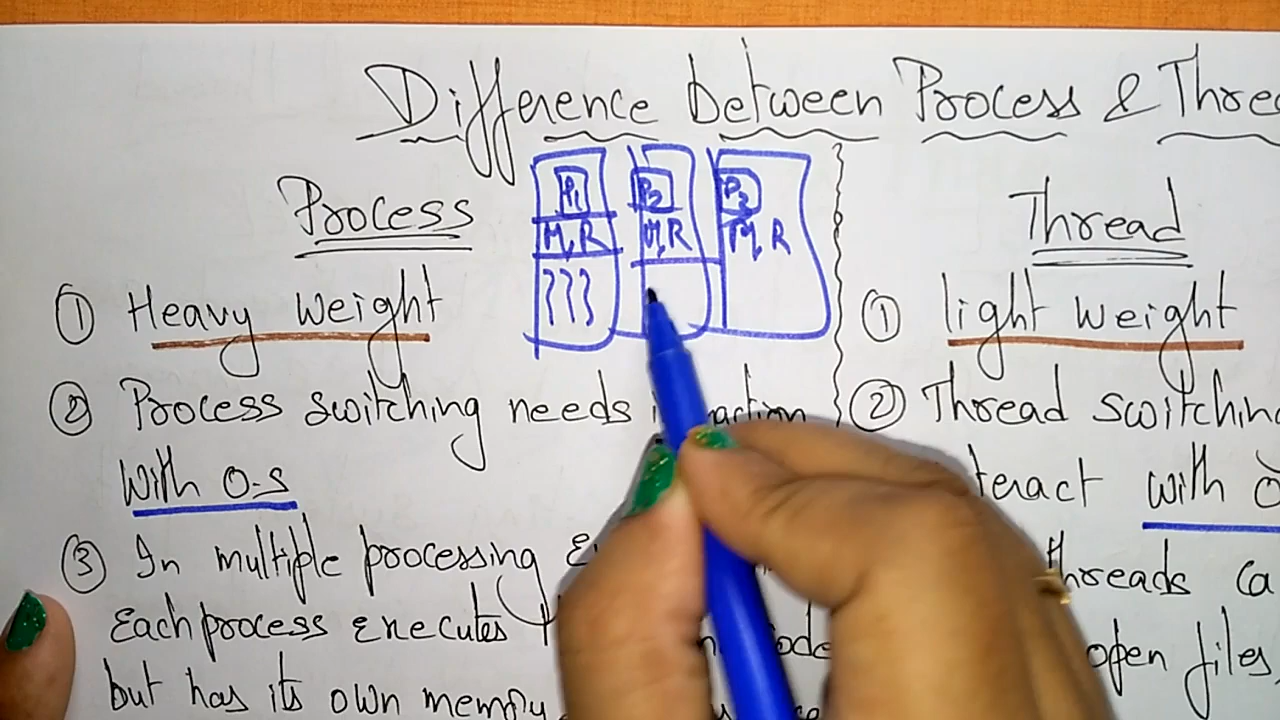 Difference between Process & Thre
P1 P2 P3
M, R M, R M, R
Process
① Heavy Weight
② Process switching needs
With O-S
③ In multiple processing
Each process executes
but has its own memory
Thread
① light weight
② Thread switching
with
threads ca
open files,